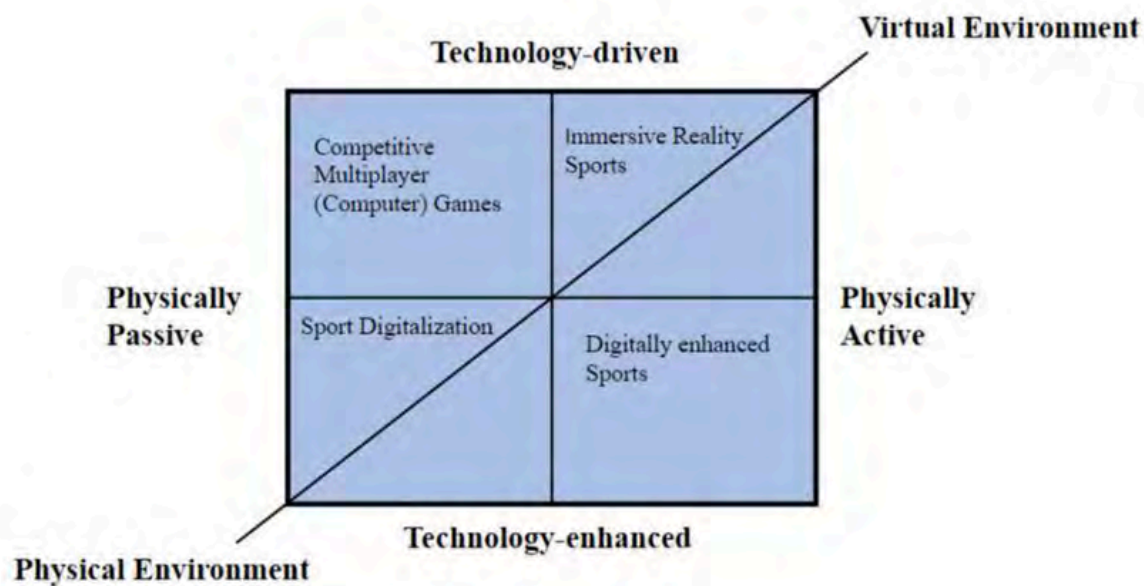 Virtual Environment
Technology-driven
Competitive
Multiplayer
(Computer) Games
Immersive Reality
Sports
Physically
Passive
Physically
Active
Sport Digitalization
Digitally enhanced
Sports
Technology-enhanced
Physical Environment